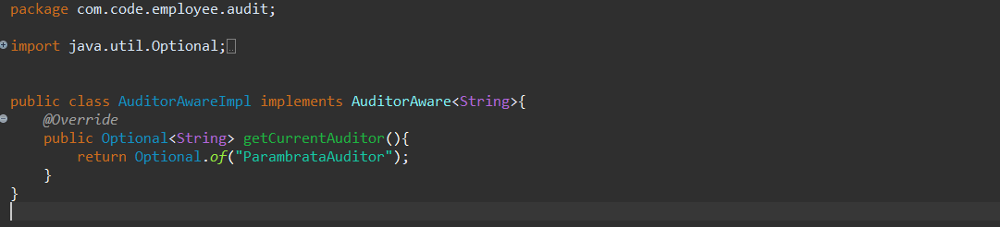 package com.code.employee.audit;
import java.util.Optional;
public class AuditorAwareImpl implements AuditorAware<String>{
@Override
public Optional<String> getCurrentAuditor(){
return Optional.of("ParambrataAuditor");
}
}